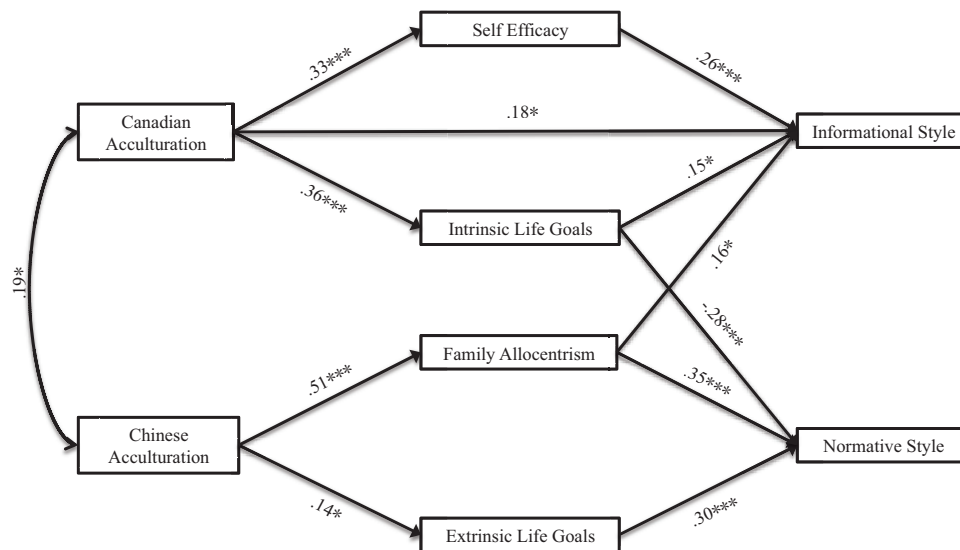 Self Efficacy
.33***
.26***
Canadian
Acculturation
.18*
Informational Style
.36***
.15*
Intrinsic Life Goals
.19*
.16*
-.28***
Family Allocentrism
.51***
.35***
Chinese
Acculturation
Normative Style
.14*
.30***
Extrinsic Life Goals